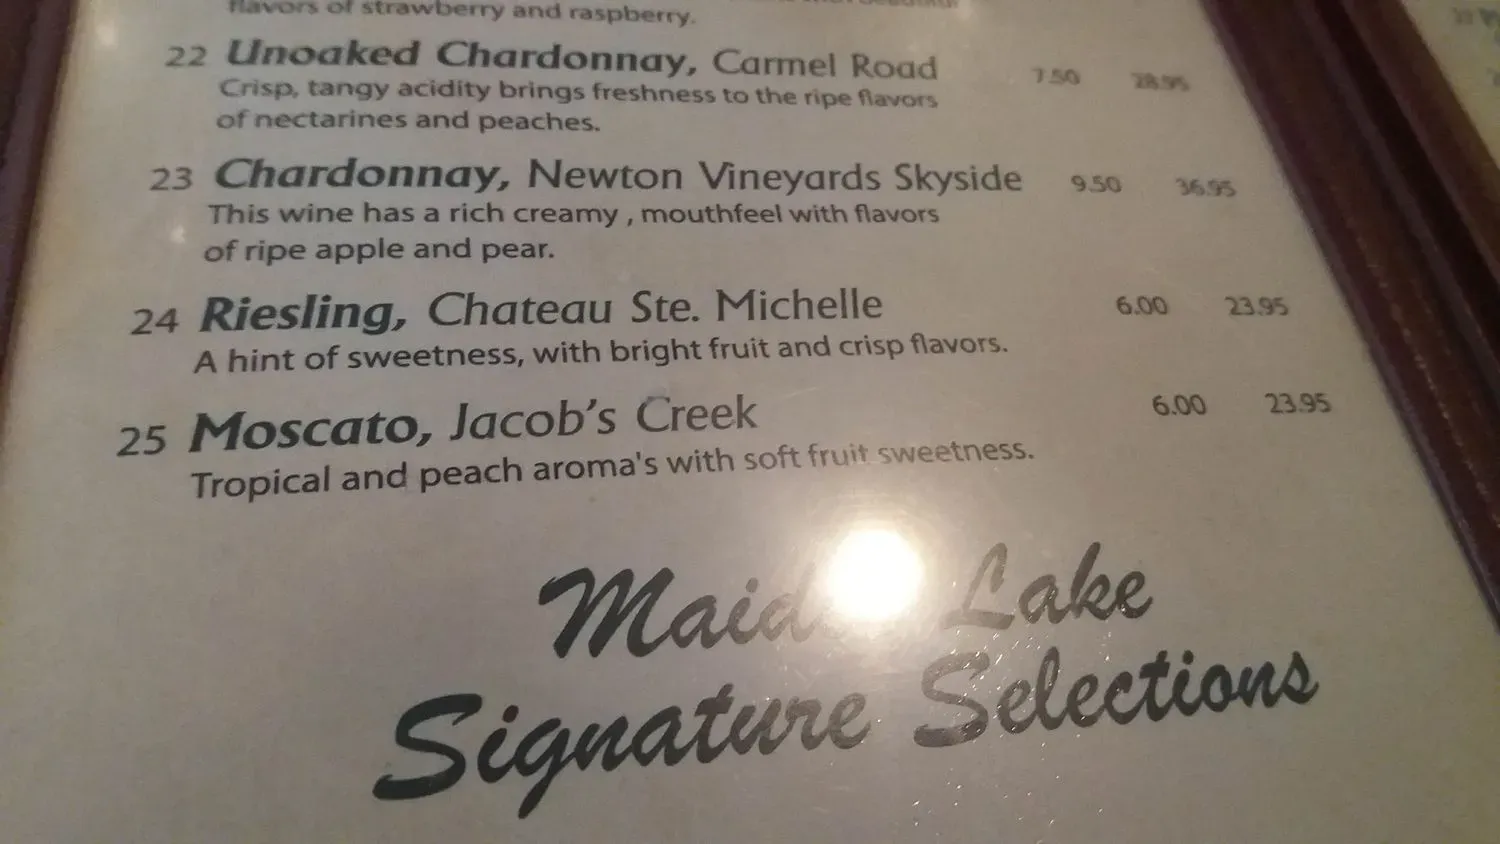 flavors of strawberry and raspberry.
22 Unoaked Chardonnay, Carmel Road 7.50 28.95
Crisp, tangy acidity brings freshness to the ripe flavors
of nectarines and peaches.
23 Chardonnay, Newton Vineyards Skyside 9.50 36.95
This wine has a rich creamy , mouthfeel with flavors
of ripe apple and pear.
24 Riesling, Chateau Ste. Michelle 6.00 23.95
A hint of sweetness, with bright fruit and crisp flavors.
25 Moscato, Jacob's Creek 6.00 23.95
Tropical and peach aroma's with soft fruit sweetness.
Lake
Signature Selections